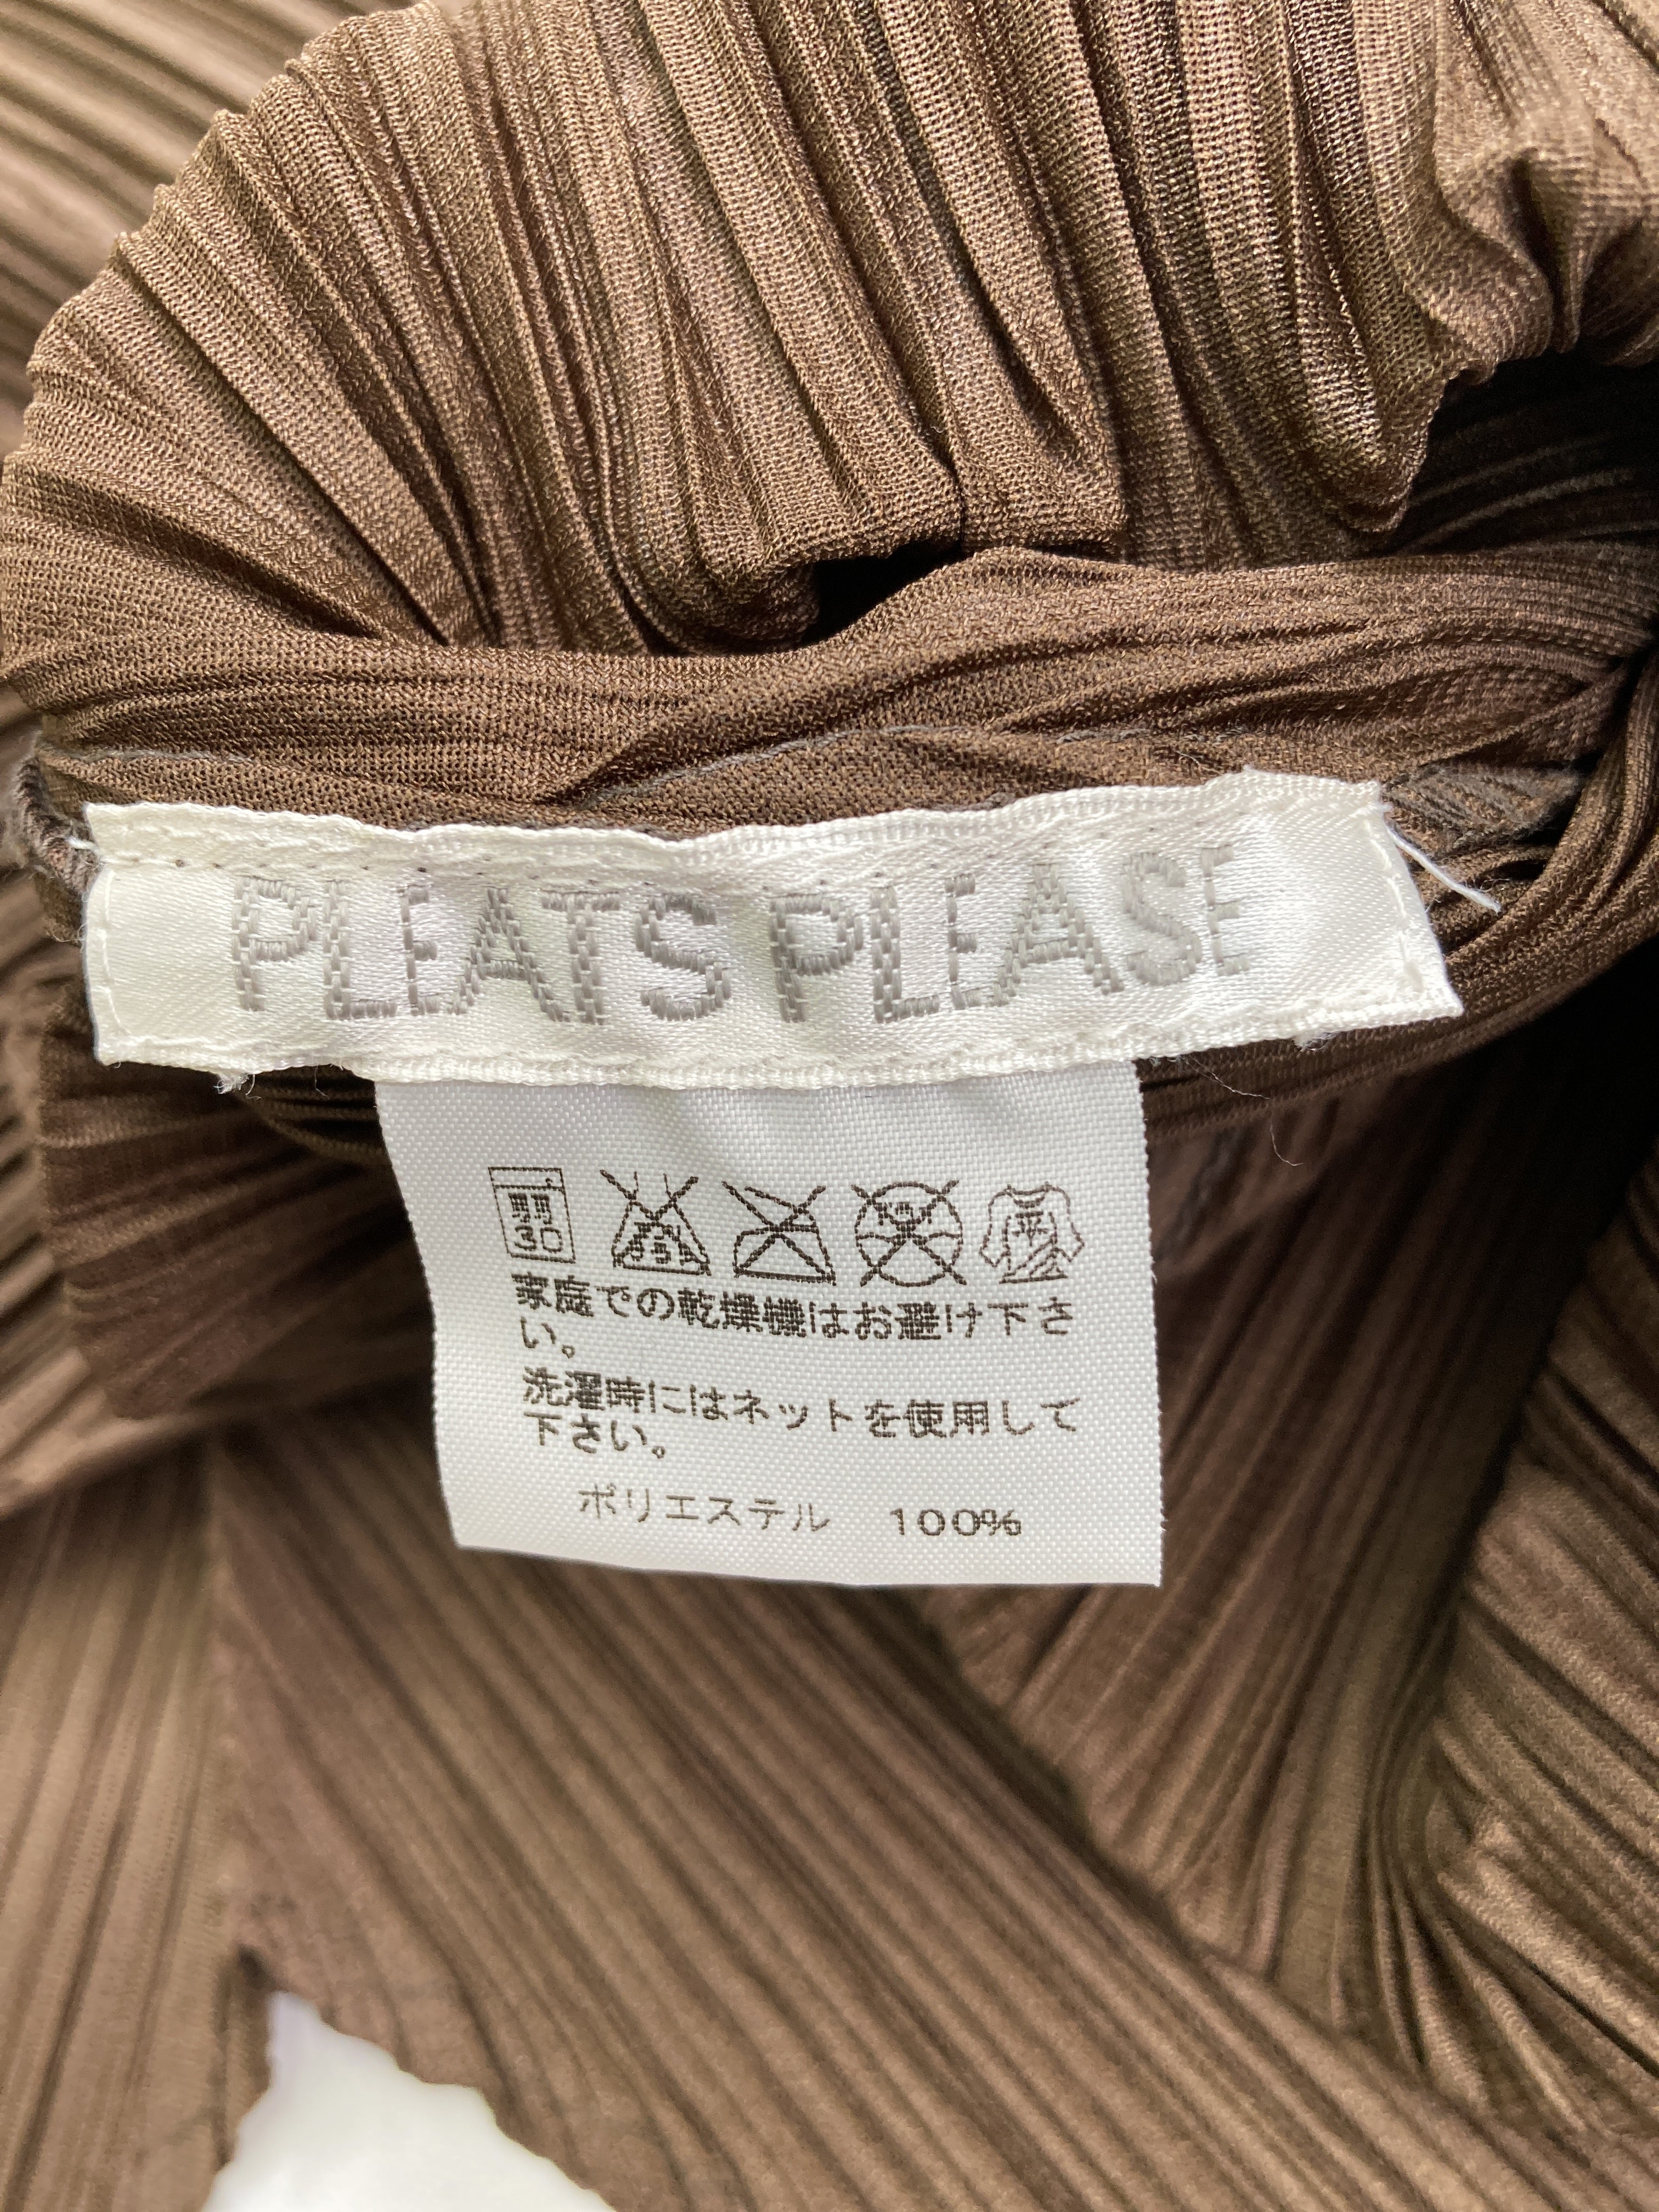 PLEATS PLEASE
弱
30
家庭での乾燥機はお避け下さ
い。
洗濯時にはネットを使用して
下さい。
ポリエステル 100%